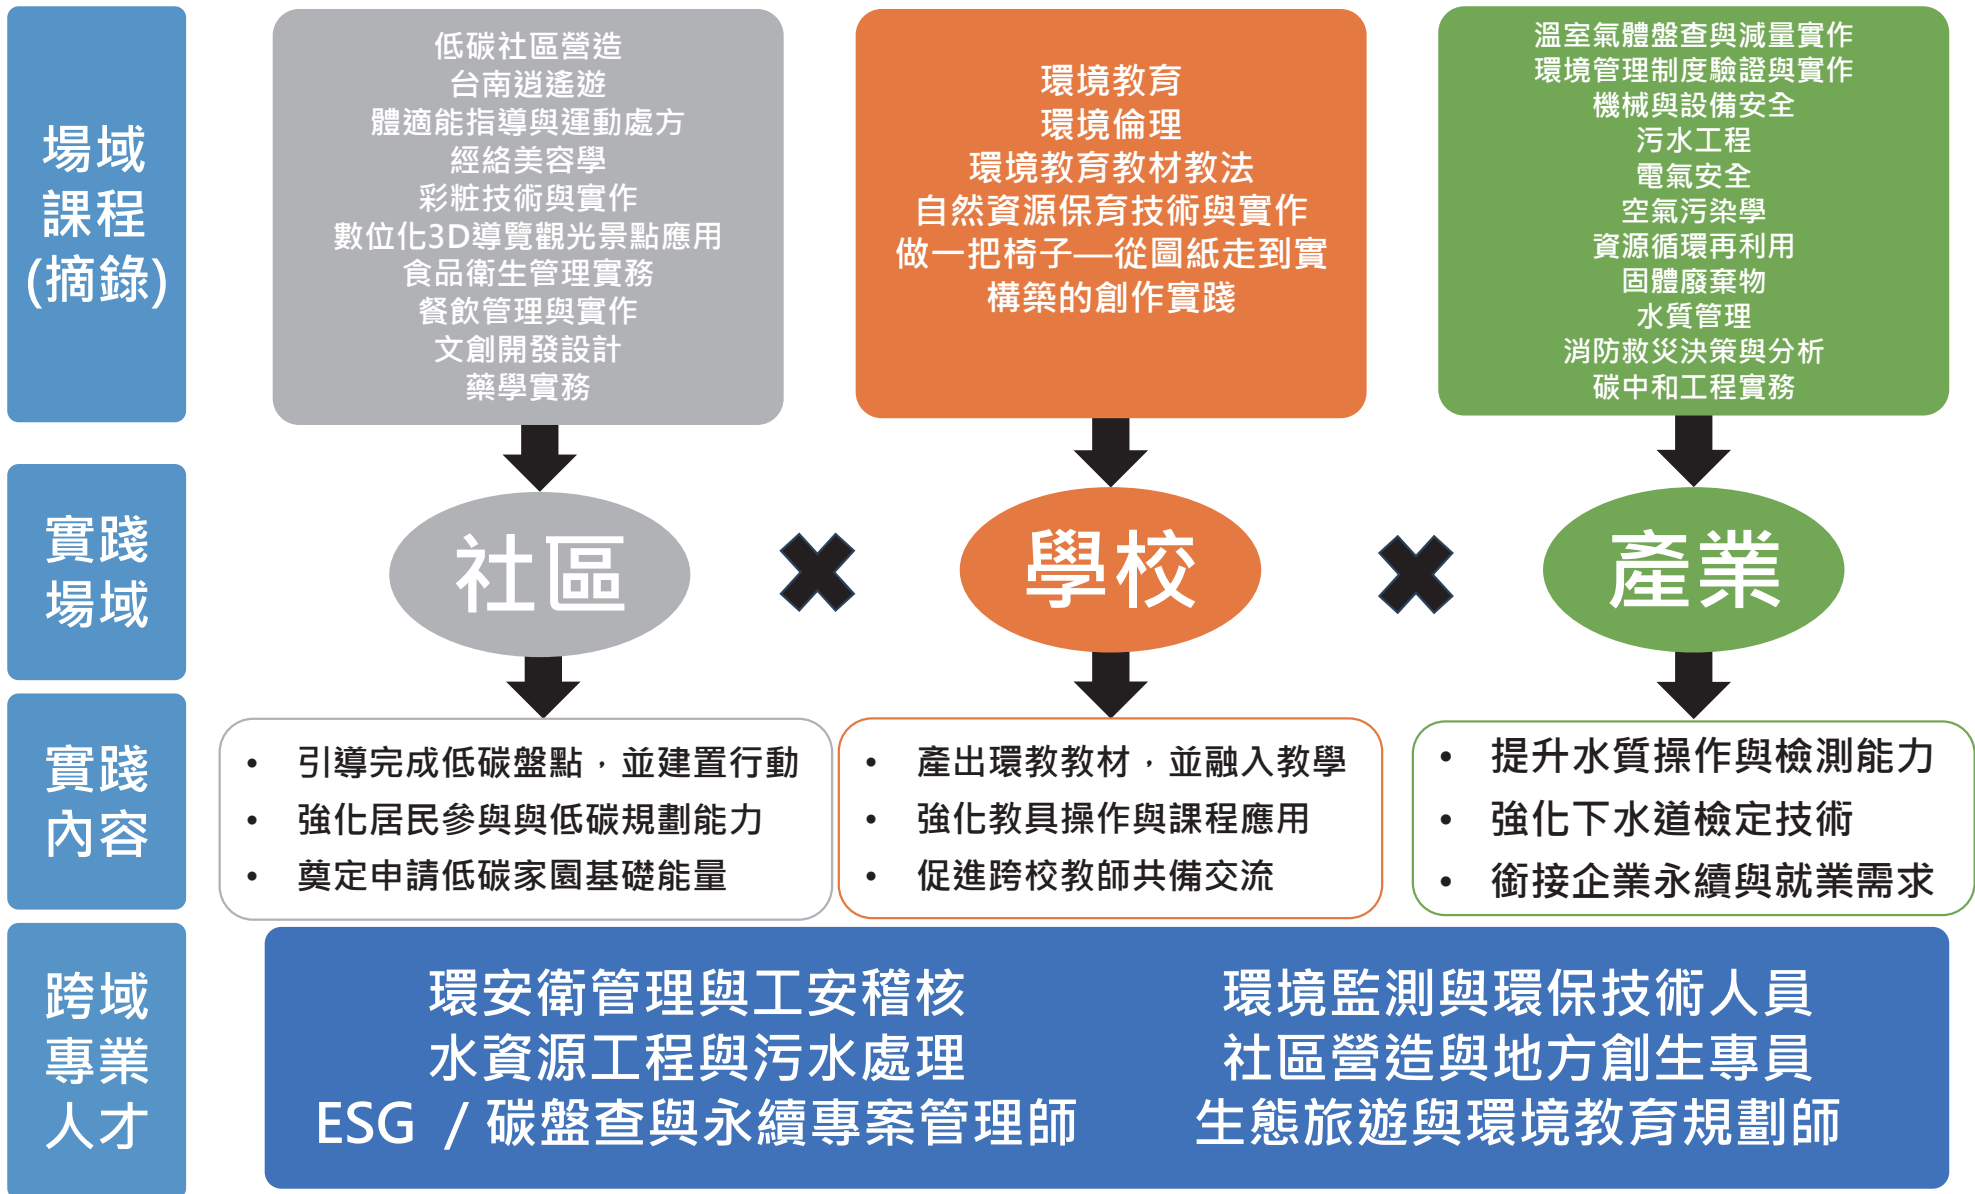 場域
課程
(摘錄)
低碳社區營造
台南逍遙遊
體適能指導與運動處方
經絡美容學
彩粧技術與實作
數位化3D導覽觀光景點應用
食品衛生管理實務
餐飲管理與實作
文創開發設計
藥學實務
環境教育
環境倫理
環境教育教材教法
自然資源保育技術與實作
做一把椅子—從圖紙走到實
構築的創作實踐
溫室氣體盤查與減量實作
環境管理制度驗證與實作
機械與設備安全
污水工程
電氣安全
空氣污染學
資源循環再利用
固體廢棄物
水質管理
消防救災決策與分析
碳中和工程實務
實踐
場域
社區
學校
產業
實踐
內容
• 引導完成低碳盤點，並建置行動
• 強化居民參與與低碳規劃能力
• 奠定申請低碳家園基礎能量
• 產出環教教材，並融入教學
• 強化教具操作與課程應用
• 促進跨校教師共備交流
• 提升水質操作與檢測能力
• 強化下水道檢定技術
• 銜接企業永續與就業需求
跨域
專業
人才
環安衛管理與工安稽核
水資源工程與污水處理
ESG / 碳盤查與永續專案管理師
環境監測與環保技術人員
社區營造與地方創生專員
生態旅遊與環境教育規劃師